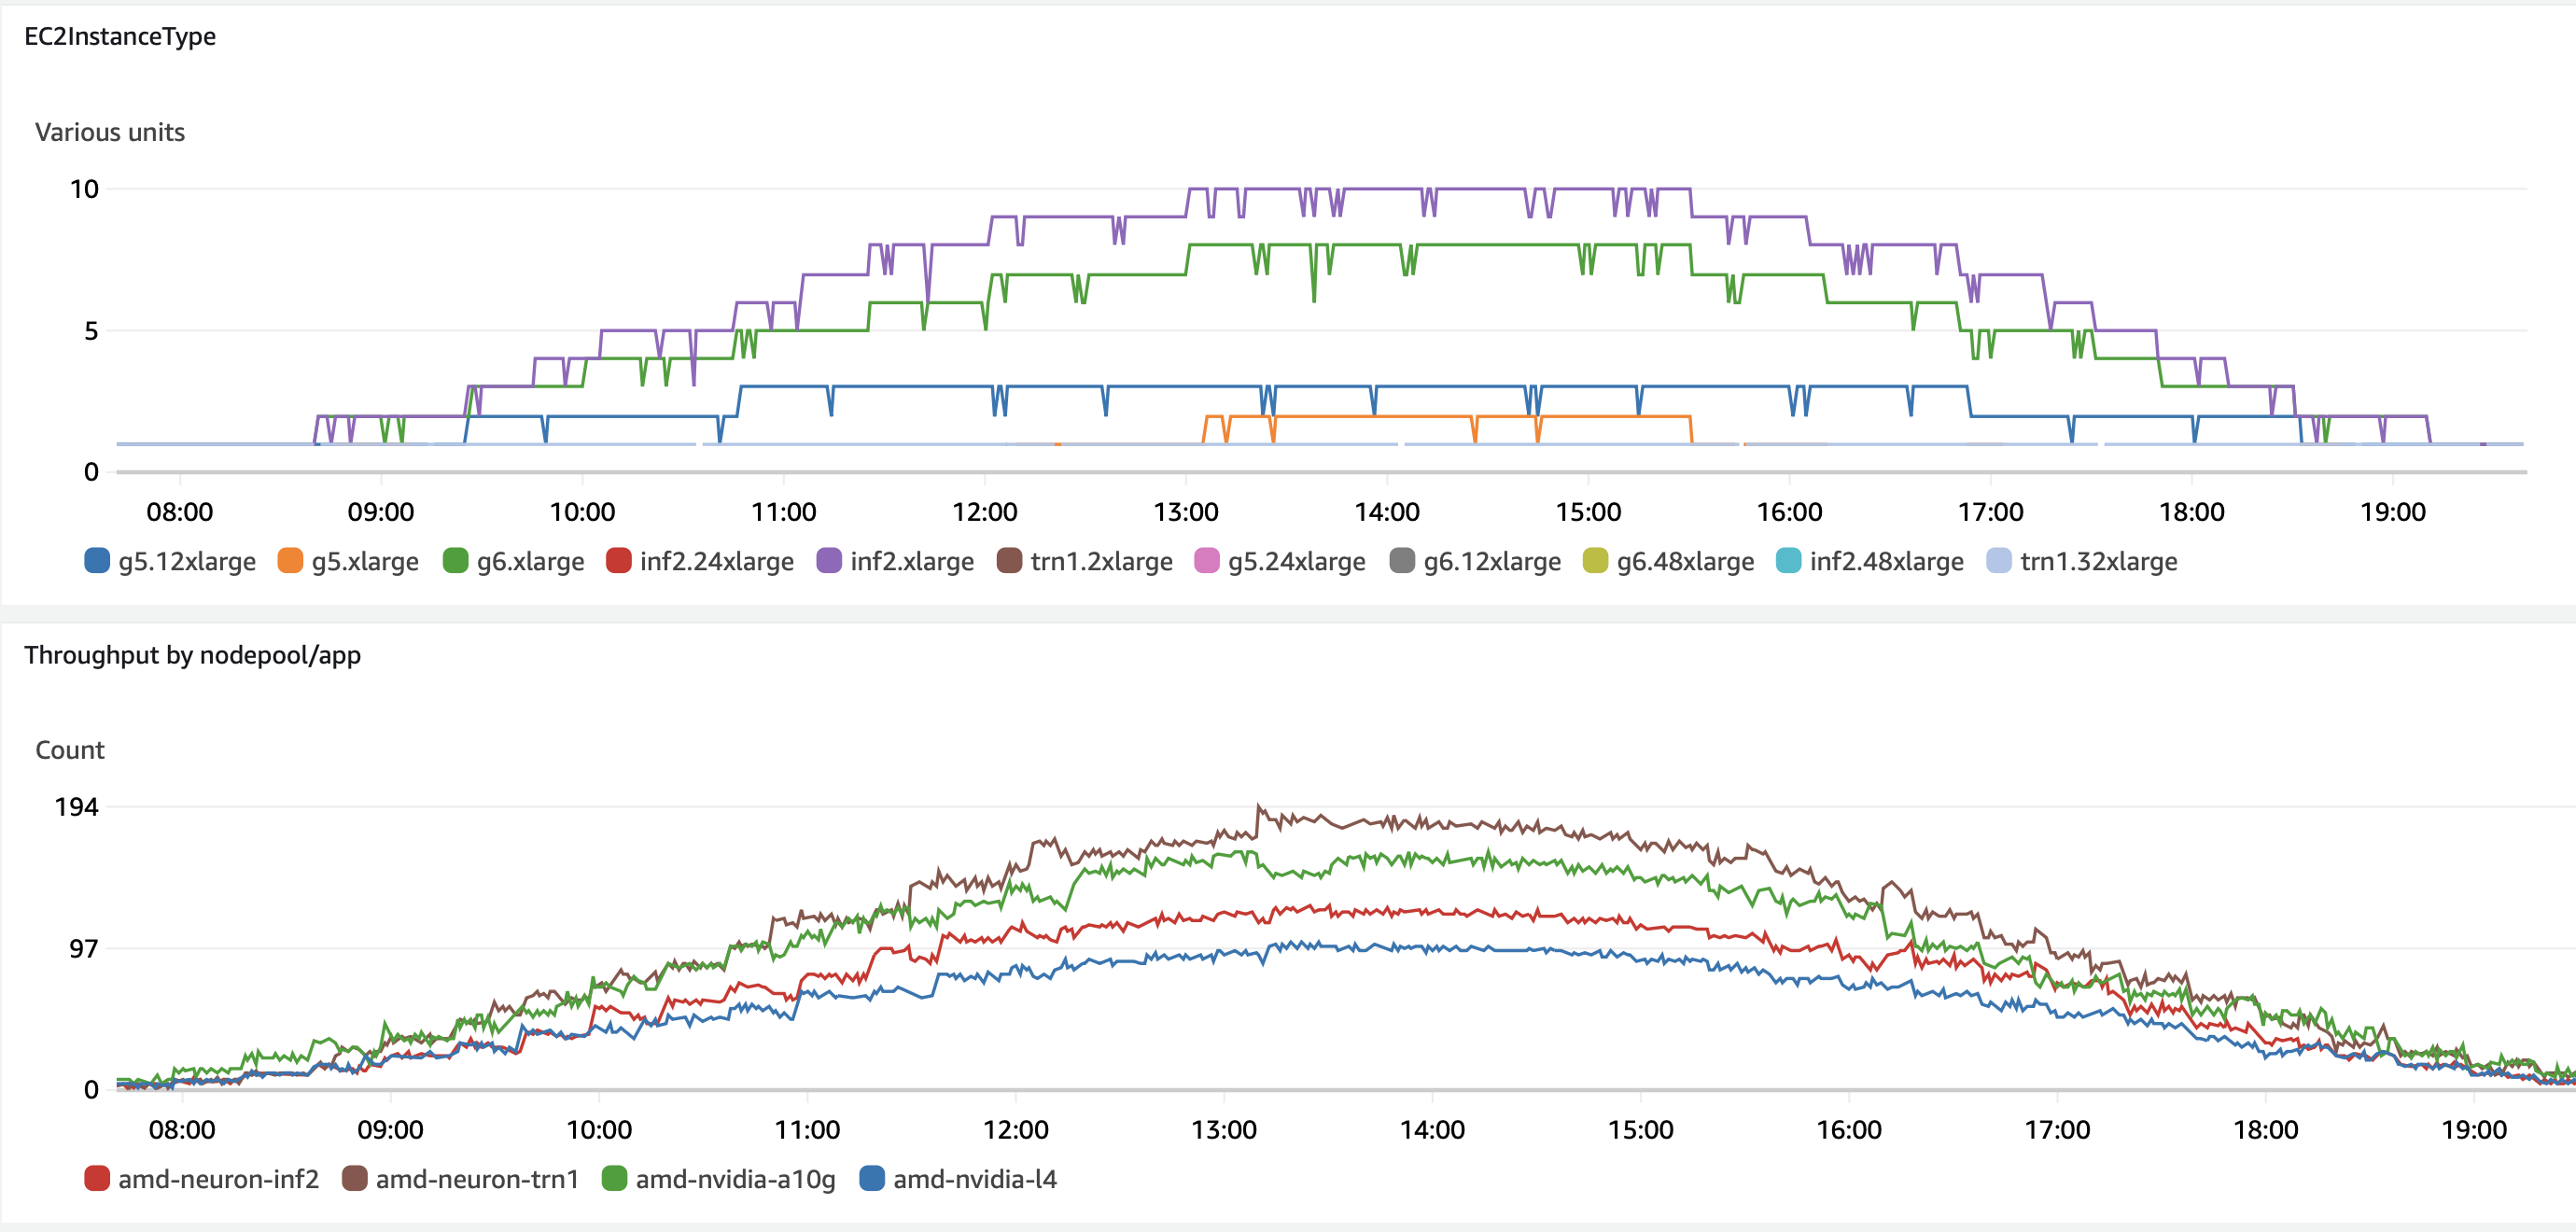 EC2InstanceType
Various units
10
5
0
08:00 09:00 10:00 11:00 12:00 13:00 14:00 15:00 16:00 17:00 18:00 19:00
g5.12xlarge g5.xlarge g6.xlarge inf2.24xlarge inf2.xlarge trn1.2xlarge g5.24xlarge g6.12xlarge g6.48xlarge inf2.48xlarge trn1.32xlarge
Throughput by nodepool/app
Count
194
97
0
08:00 09:00 10:00 11:00 12:00 13:00 14:00 15:00 16:00 17:00 18:00 19:00
amd-neuron-inf2 amd-neuron-trn1 amd-nvidia-a10g amd-nvidia-l4